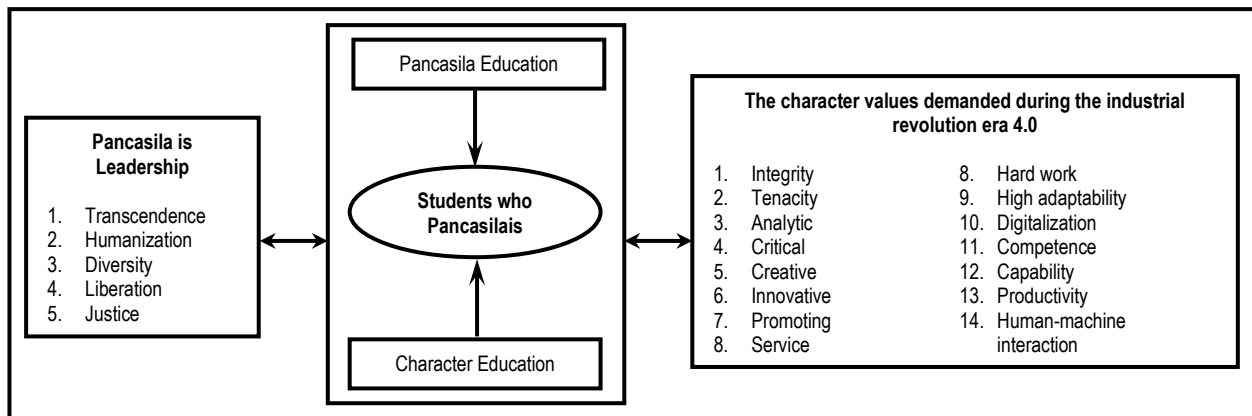 Pancasila is
Leadership
1. Transcendence
2. Humanization
3. Diversity
4. Liberation
5. Justice
Pancasila Education
Students who
Pancasilais
Character Education
The character values demanded during the industrial
revolution era 4.0
1. Integrity
2. Tenacity
3. Analytic
4. Critical
5. Creative
6. Innovative
7. Promoting
8. Service
8. Hard work
9. High adaptability
10. Digitalization
11. Competence
12. Capability
13. Productivity
14. Human-machine
interaction